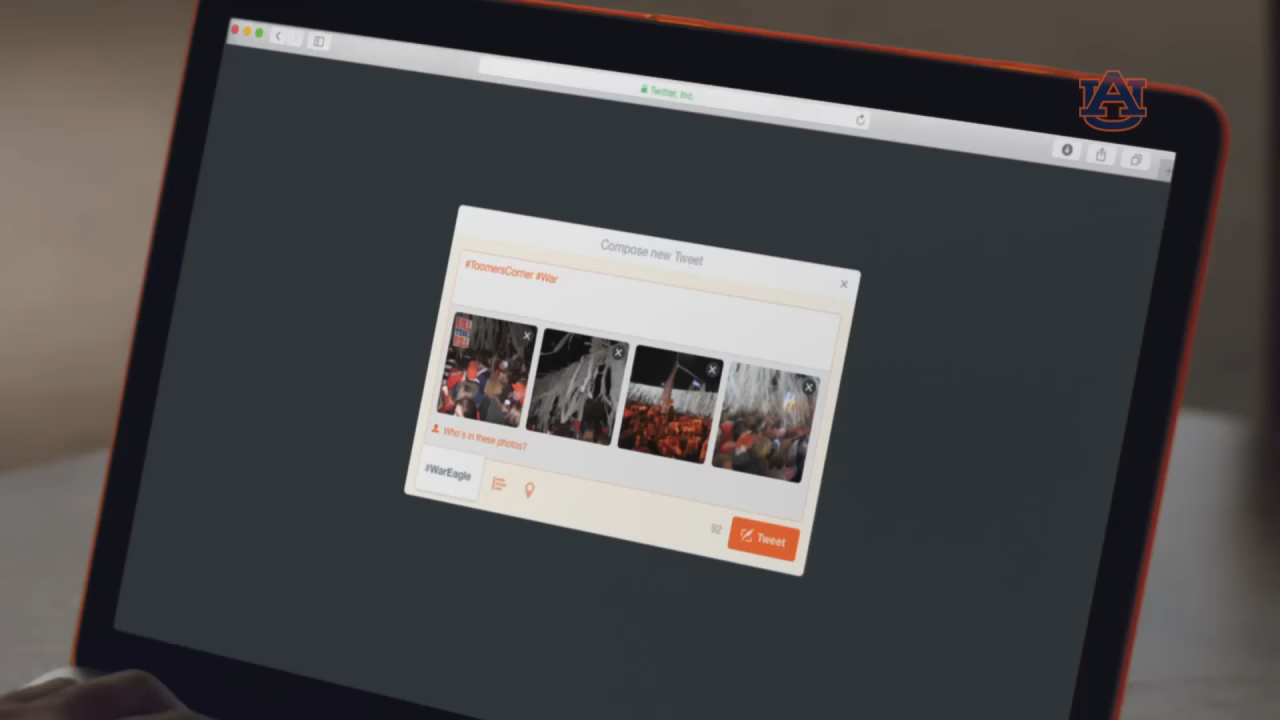 Twitter, Inc.
Compose new Tweet
#ToomersCorner #War
Who's in these photos?
#WarEagle
92
Tweet
AU